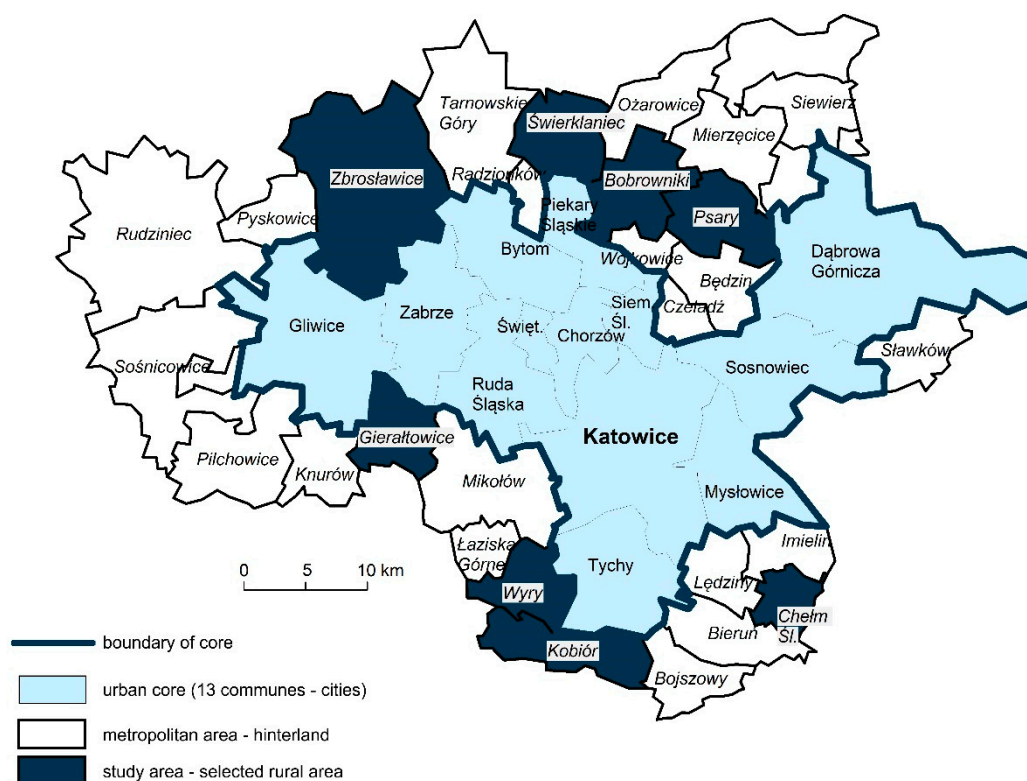 Tarnowskie
Góry
Ożarowice
Siewierz
Świerklaniec
Mierzęcice
Zbrosławice
Radzionków
Bobrowniki
Piekary
Śląskie
Psary
Pyskowice
Rudziniec
Bytom
Wojkowice
Dąbrowa
Górnicza
Będzin
Siem
Śl.
Czeladź
Gliwice
Zabrze
Święt.
Chorzów
Sławków
Sośnicowice
Sosnowiec
Ruda
Śląska
Gierałtowice
Katowice
Pilchowice
Knurów
Mikołów
Mysłowice
Łaziska
Górne
Imielin
Tychy
Lędziny
Wyry
Chełm
Śl.
Bieruń
Kobiór
Bojszowy
0 5 10 km
boundary of core
urban core (13 communes - cities)
metropolitan area - hinterland
study area - selected rural area